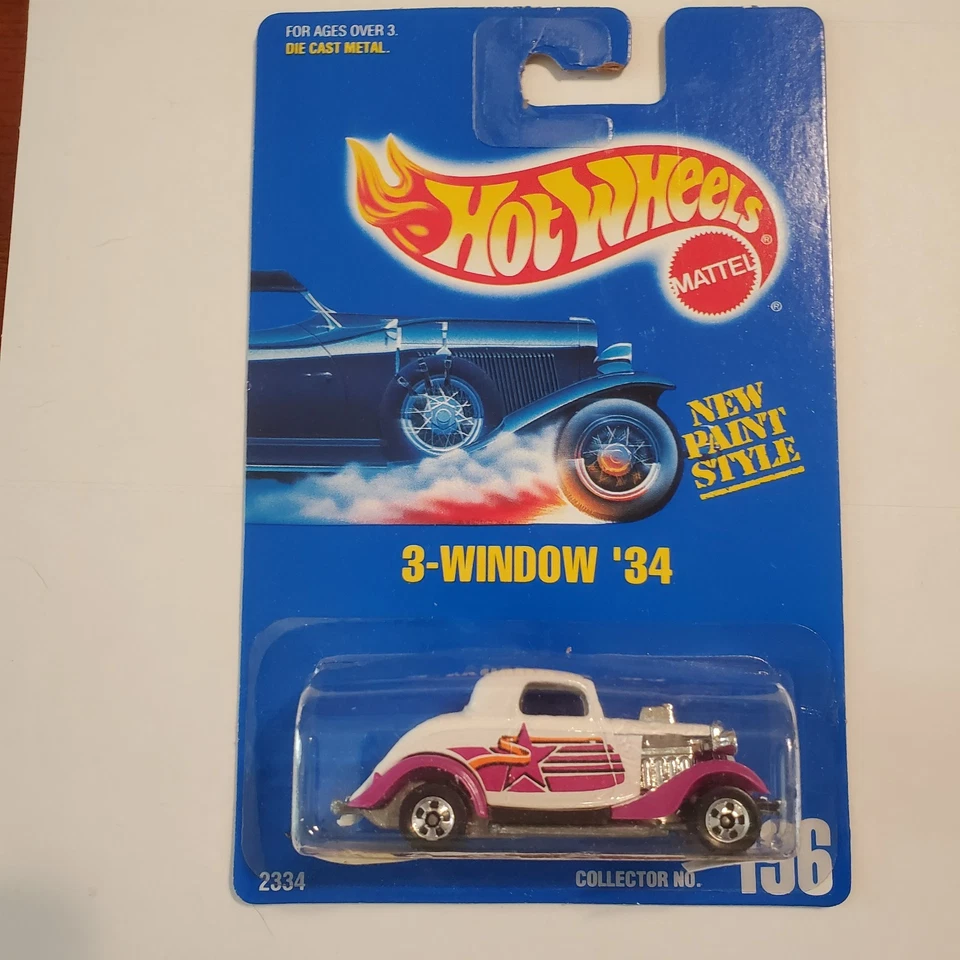 FOR AGES OVER 3.
DIE CAST METAL.
HOT WHEELS
®
MATTEL
®
NEW
PAINT
STYLE
3-WINDOW '34
2334
COLLECTOR NO.